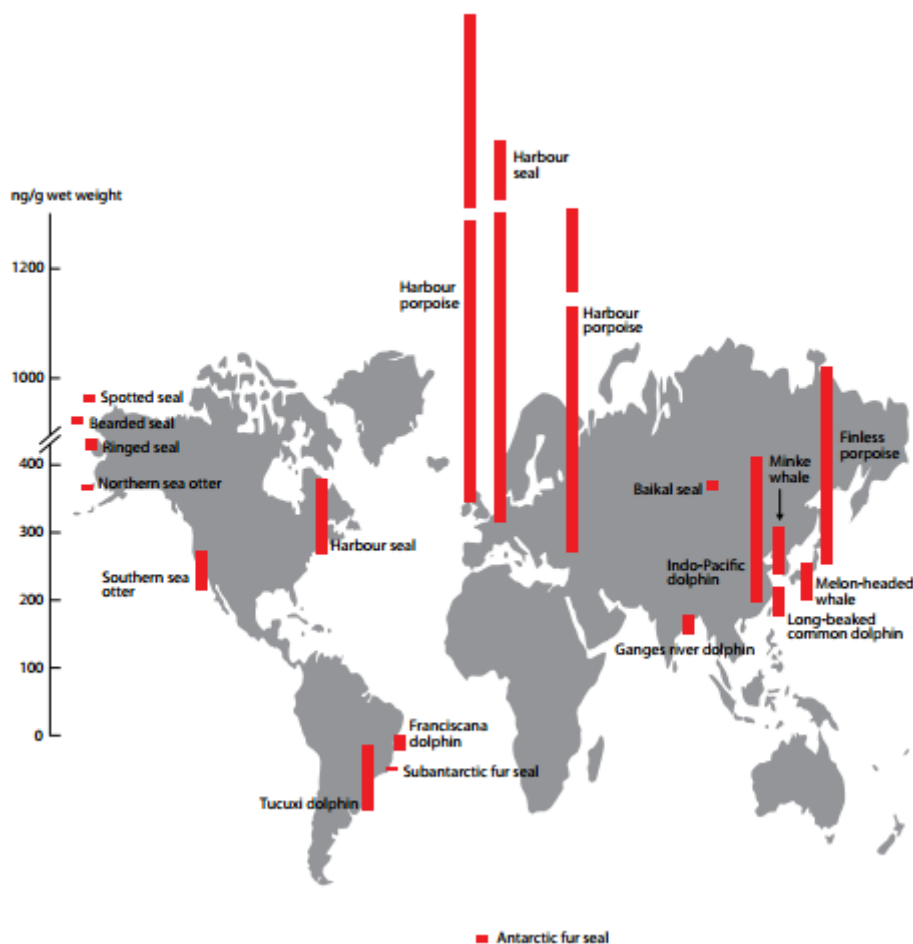 Harbour
seal
ng/g wet weight
1200
Harbour
porpoise
Harbour
porpoise
1000
Spotted seal
Bearded seal
Ringed seal
400
Northern sea otter
Finless
porpoise
Minke
whale
Baikal seal
300
Harbour seal
Southern sea
otter
Indo-Pacific
dolphin
Melon-headed
whale
200
Long-beaked
common dolphin
Ganges river dolphin
100
0
Franciscana
dolphin
Subantarctic fur seal
Tucuxi dolphin
Antarctic fur seal